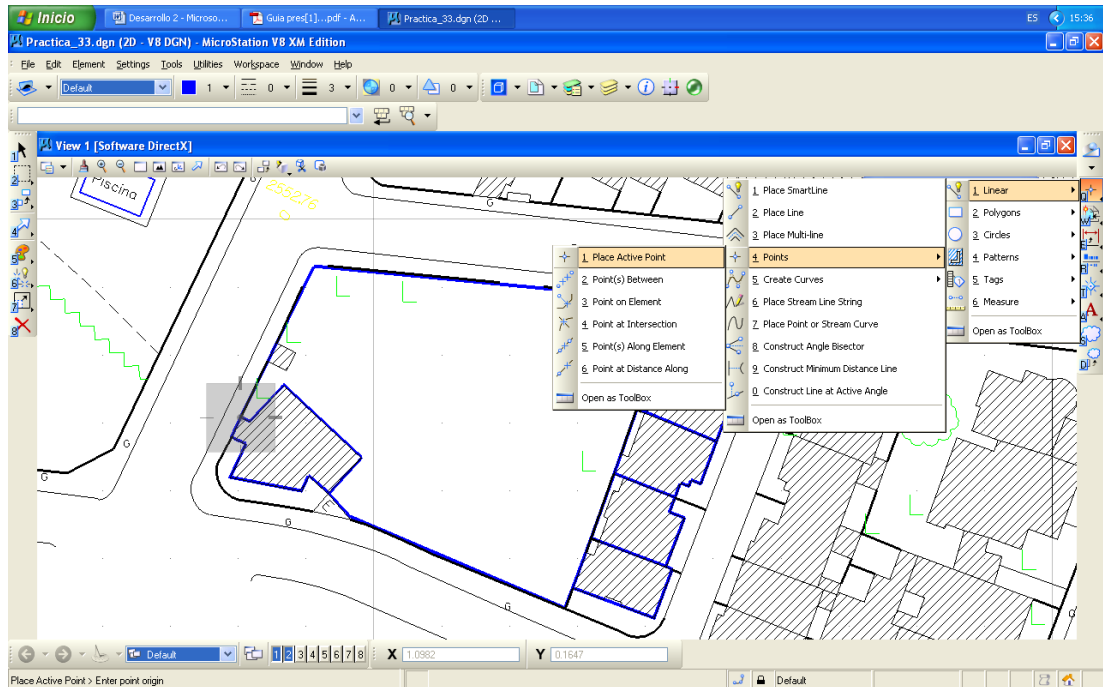 Inicio
Desarrollo 2 - Microso...
Guia pres[1]....pdf - A...
Practica_33.dgn (2D ...
ES
15:36
Practica_33.dgn (2D - V8 DGN) - MicroStation V8 XM Edition
File Edit Element Settings Tools Utilities Workspace Window Help
Default
1
0
3
0
0
View 1 [Software DirectX]
Piscina
255276
G
G
G
G
G
G
E
1 Place SmartLine
2 Place Line
3 Place Multi-line
4 Points
5 Create Curves
6 Place Stream Line String
7 Place Point or Stream Curve
8 Construct Angle Bisector
9 Construct Minimum Distance Line
0 Construct Line at Active Angle
Open as ToolBox
1 Linear
2 Polygons
3 Circles
4 Patterns
5 Tags
6 Measure
Open as ToolBox
1 Place Active Point
2 Point(s) Between
3 Point on Element
4 Point at Intersection
5 Point(s) Along Element
6 Point at Distance Along
Open as ToolBox
Default
1 2 3 4 5 6 7 8
X 1.0982
Y 0.1647
Place Active Point > Enter point origin
Default